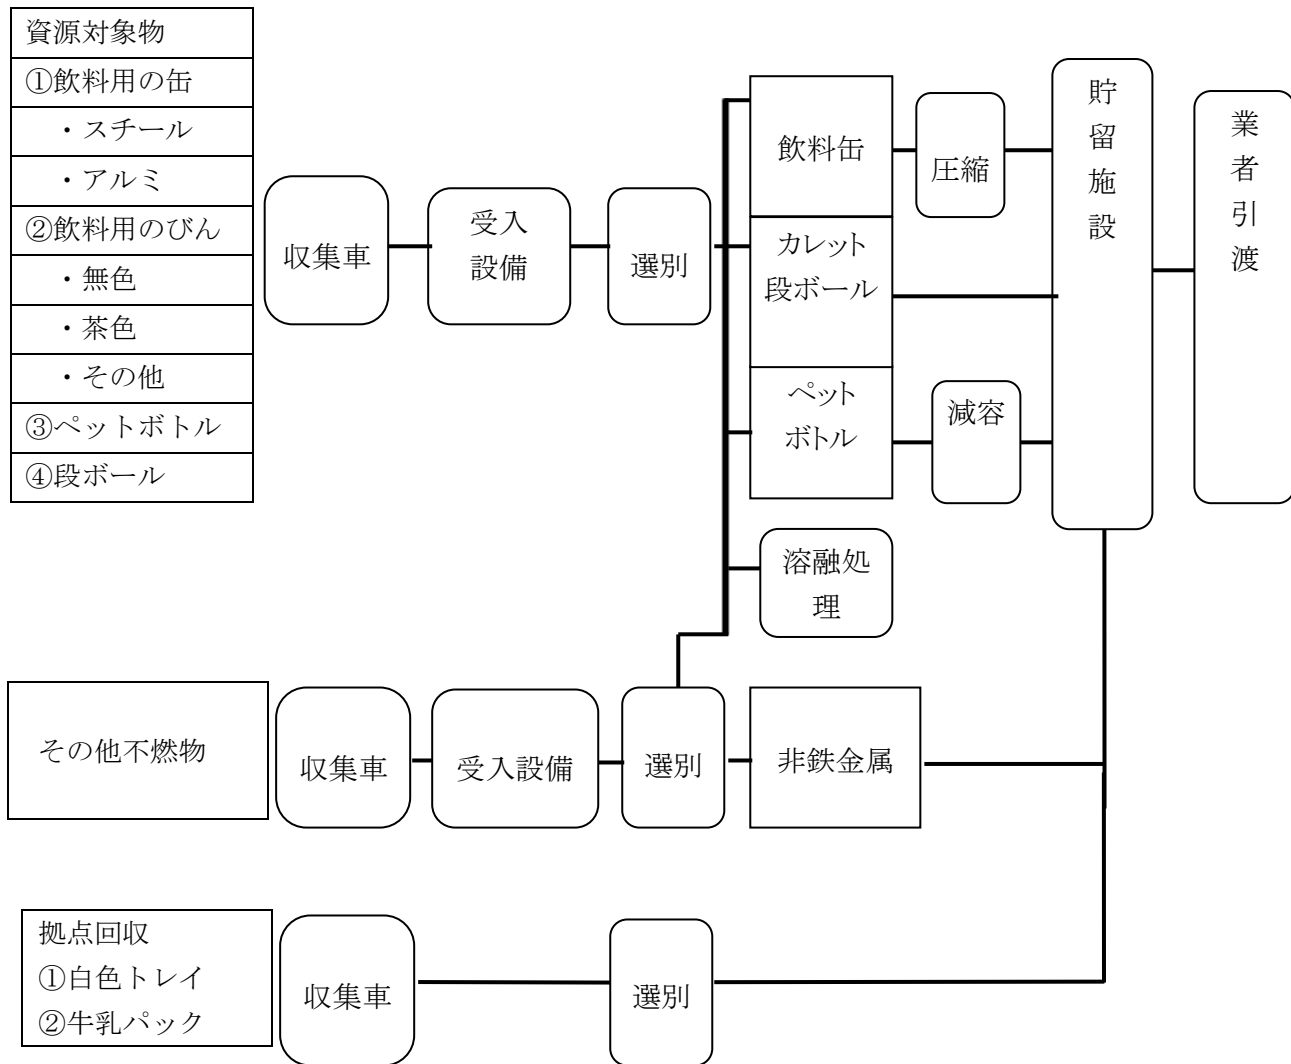 資源対象物
①飲料用の缶
・スチール
・アルミ
②飲料用のびん
・無色
・茶色
・その他
③ペットボトル
④段ボール
収集車
受入
設備
選別
飲料缶
カレット
段ボール
ペット
ボトル
圧縮
減容
貯留施設
業者引渡
溶融処
理
その他不燃物
収集車
受入設備
選別
非鉄金属
拠点回収
①白色トレイ
②牛乳パック
収集車
選別